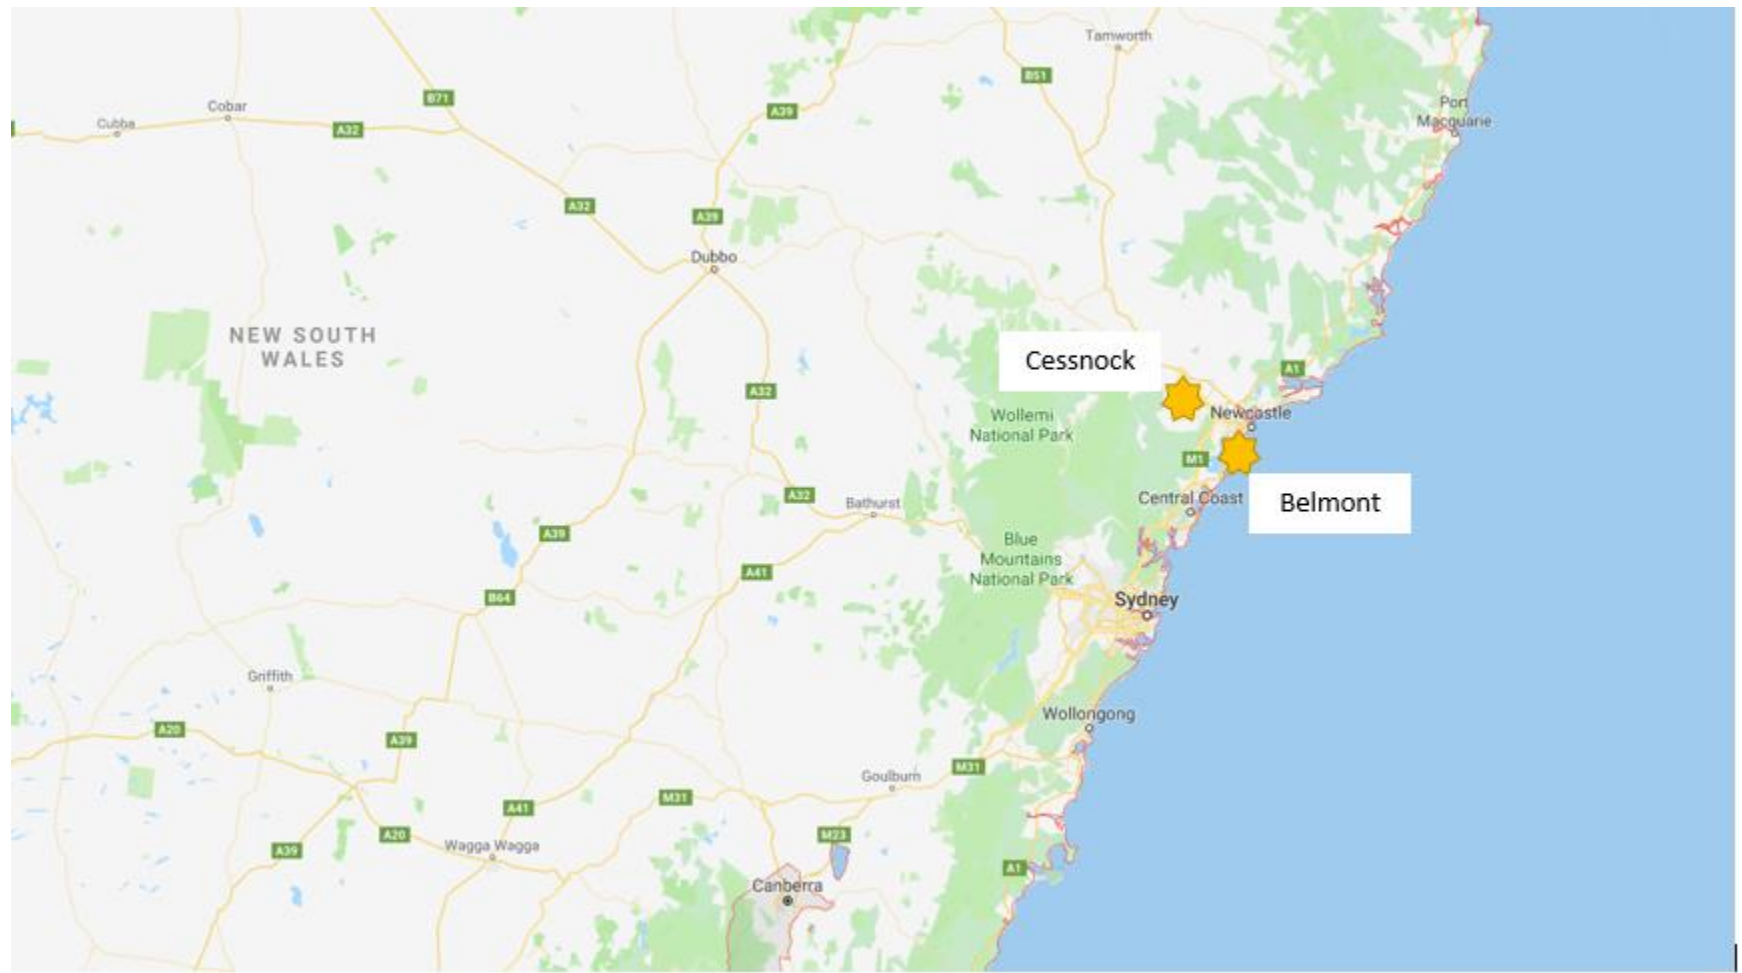 Tamworth
B51
B71
A39
Port
Macquarie
Cobar
Cubba
A32
A32
A39
Dubbo
NEW SOUTH
WALES
Cessnock
A1
A32
Wollemi
National Park
Newcastle
M1
A32
Bathurst
Central Coast
Belmont
A39
Blue
Mountains
National Park
A41
B64
Sydney
Griffith
Wollongong
A20
A39
M31
Goulburn
M31
A41
A20
M23
A39
Wagga Wagga
A1
Canberra